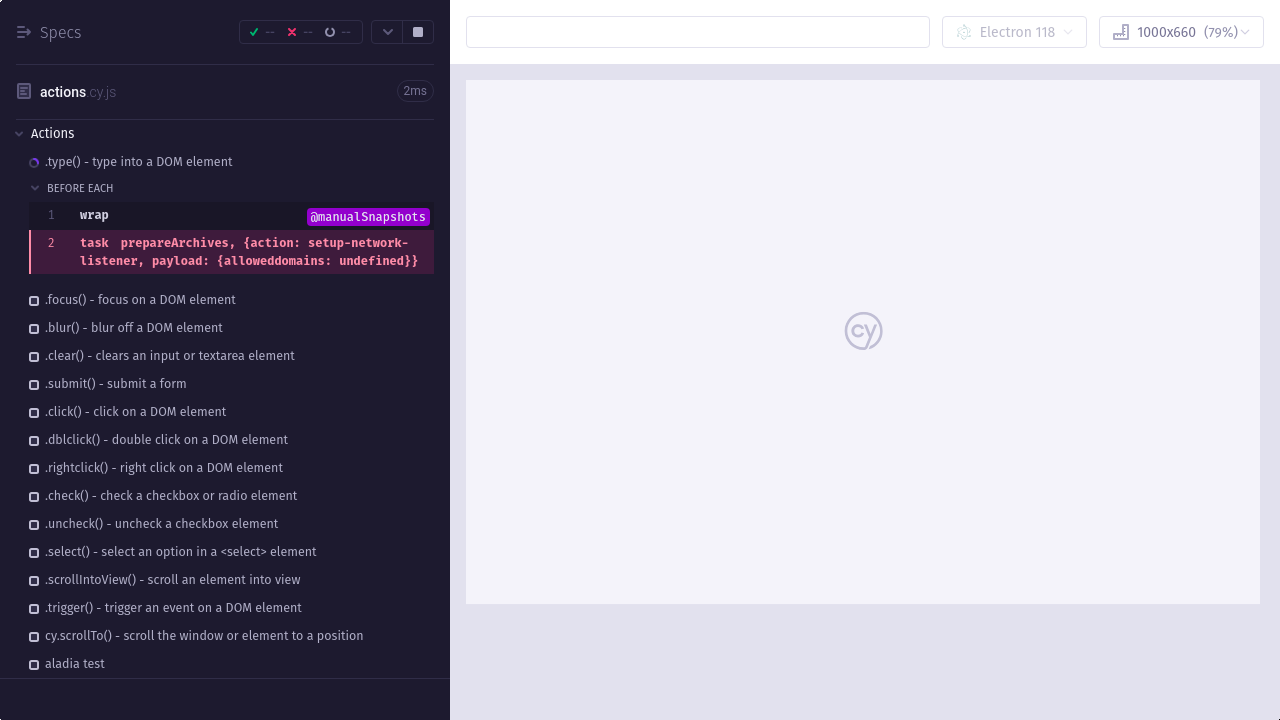 Specs
--
--
--
Electron 118
1000x660 (79%)
actions.cy.js
2ms
Actions
.type() - type into a DOM element
BEFORE EACH
1 wrap @manualSnapshots
2 task prepareArchives, {action: setup-network-
listener, payload: {alloweddomains: undefined}}
.focus() - focus on a DOM element
.blur() - blur off a DOM element
.clear() - clears an input or textarea element
.submit() - submit a form
.click() - click on a DOM element
.dblclick() - double click on a DOM element
.rightclick() - right click on a DOM element
.check() - check a checkbox or radio element
.uncheck() - uncheck a checkbox element
.select() - select an option in a <select> element
.scrollIntoView() - scroll an element into view
.trigger() - trigger an event on a DOM element
cy.scrollTo() - scroll the window or element to a position
aladia test
cy